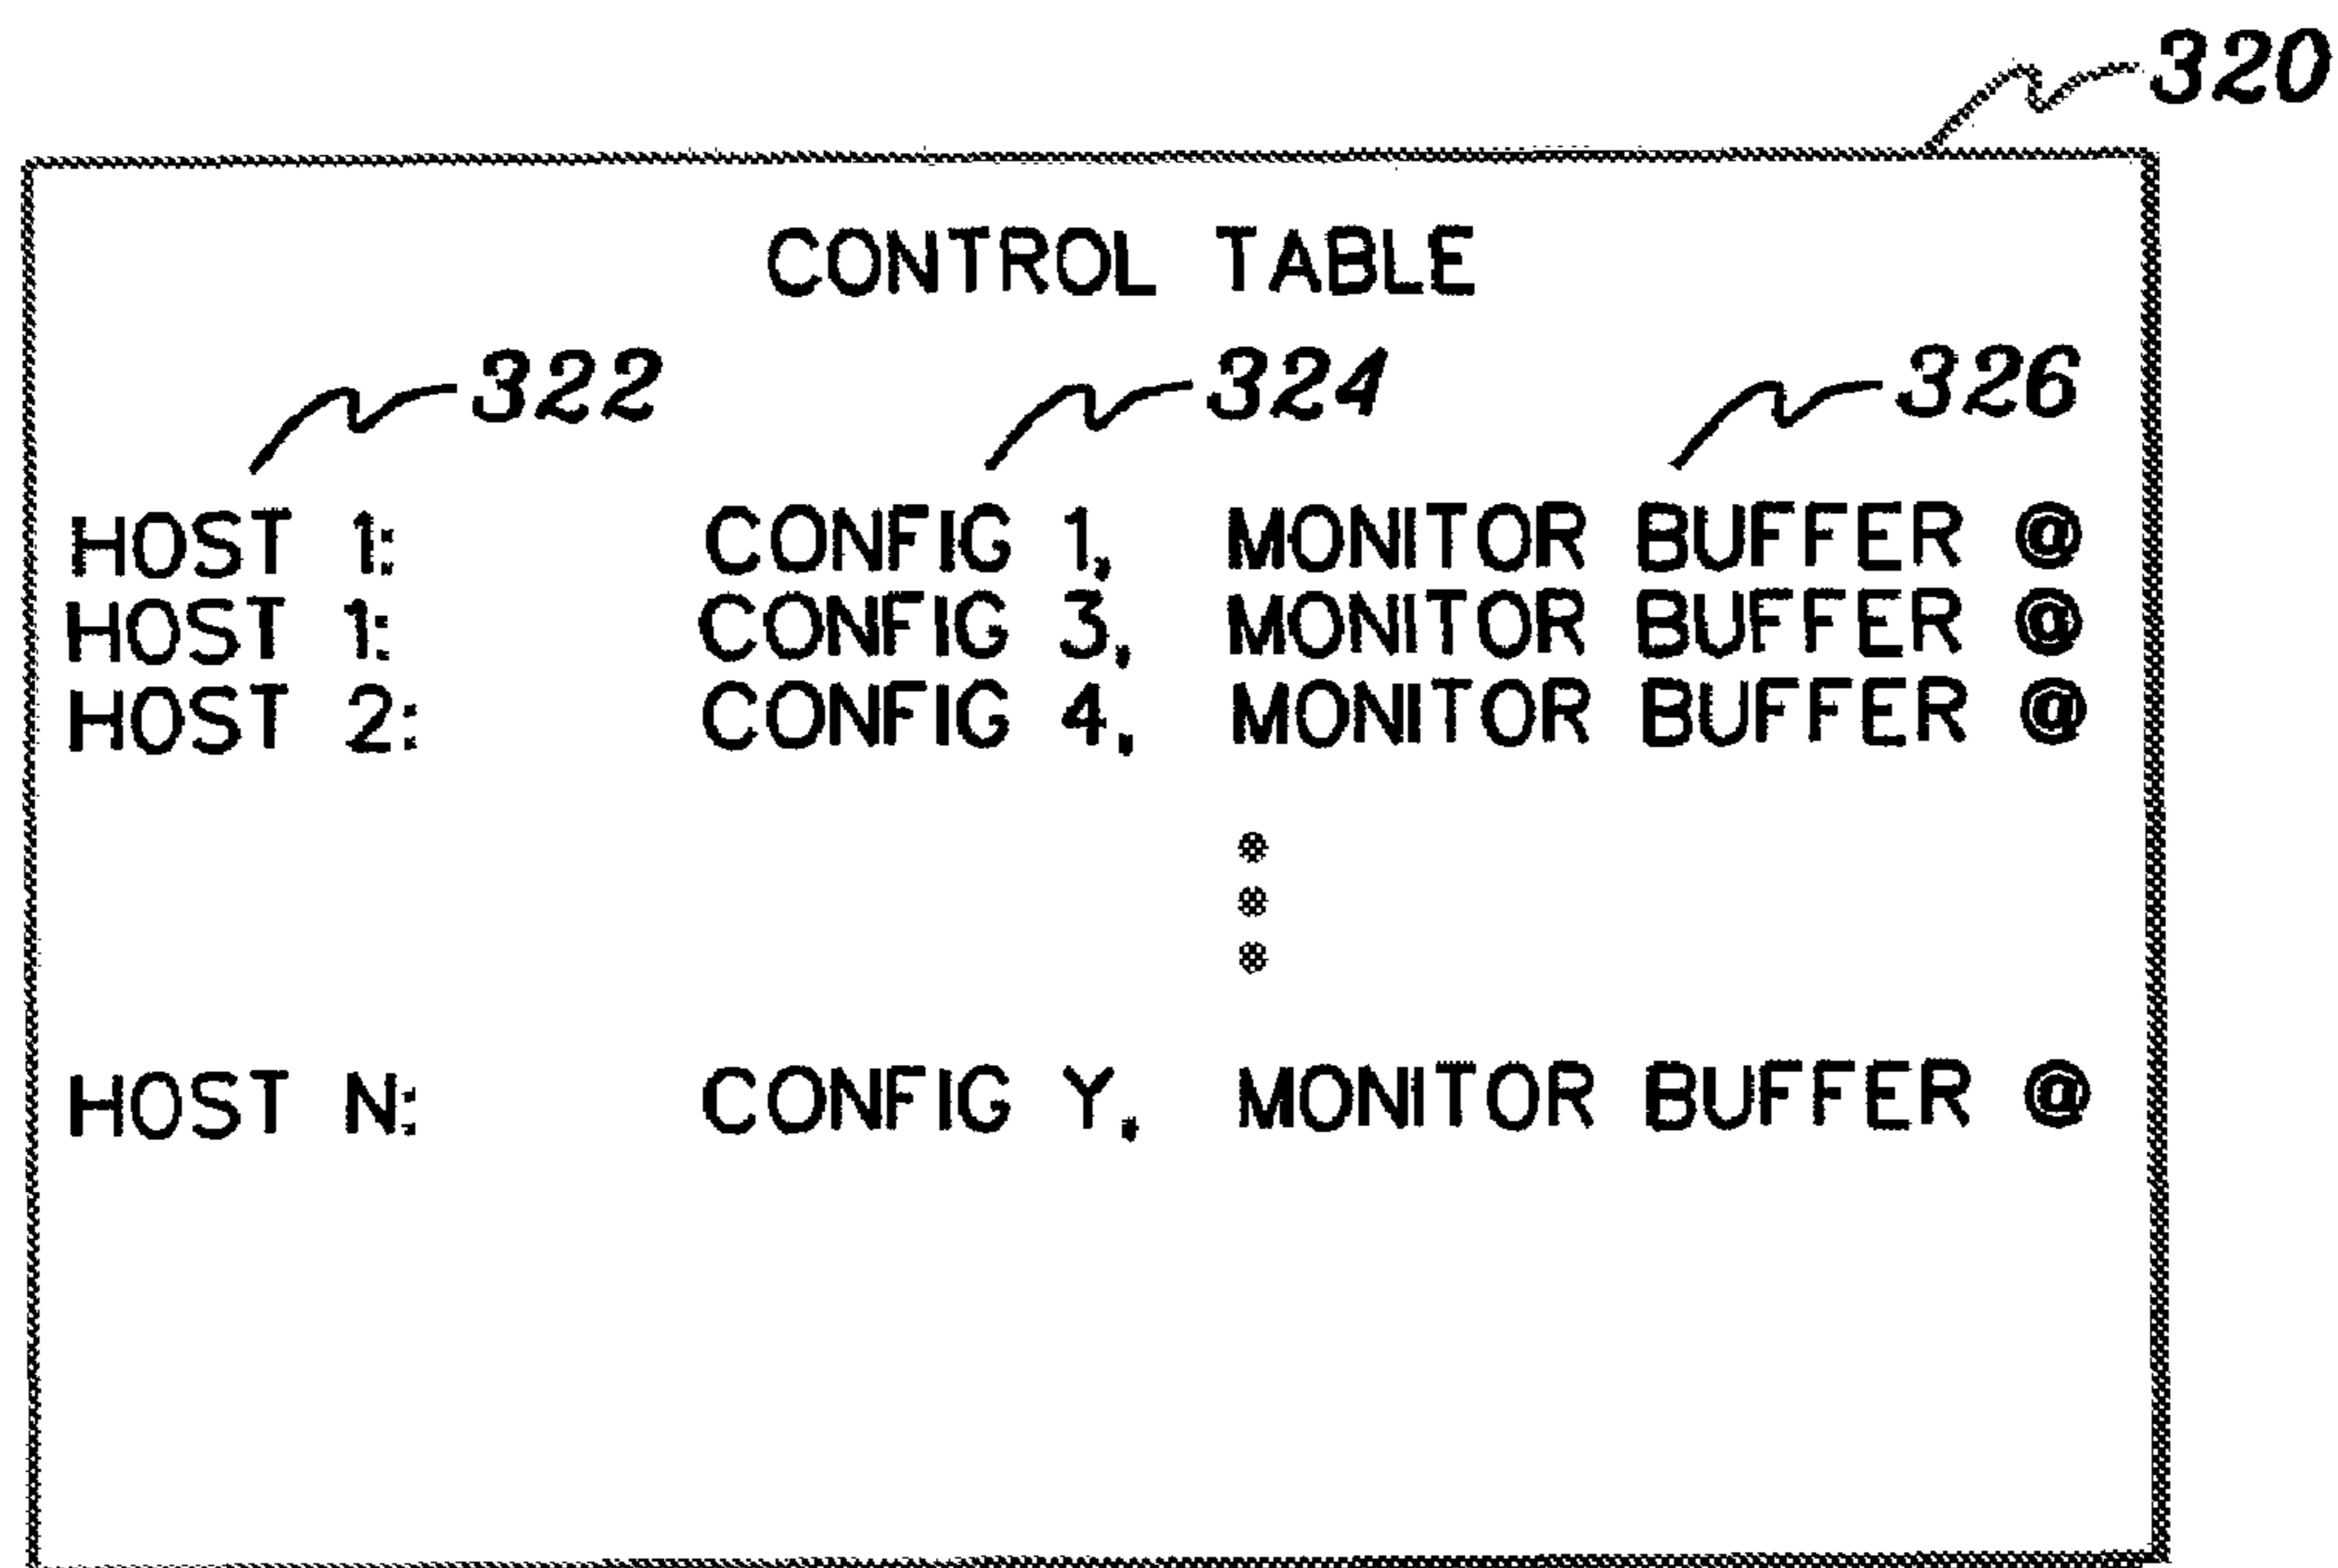 320
CONTROL TABLE
322 324 326
HOST 1: CONFIG 1, MONITOR BUFFER @
HOST 1: CONFIG 3, MONITOR BUFFER @
HOST 2: CONFIG 4, MONITOR BUFFER @
HOST N: CONFIG Y, MONITOR BUFFER @